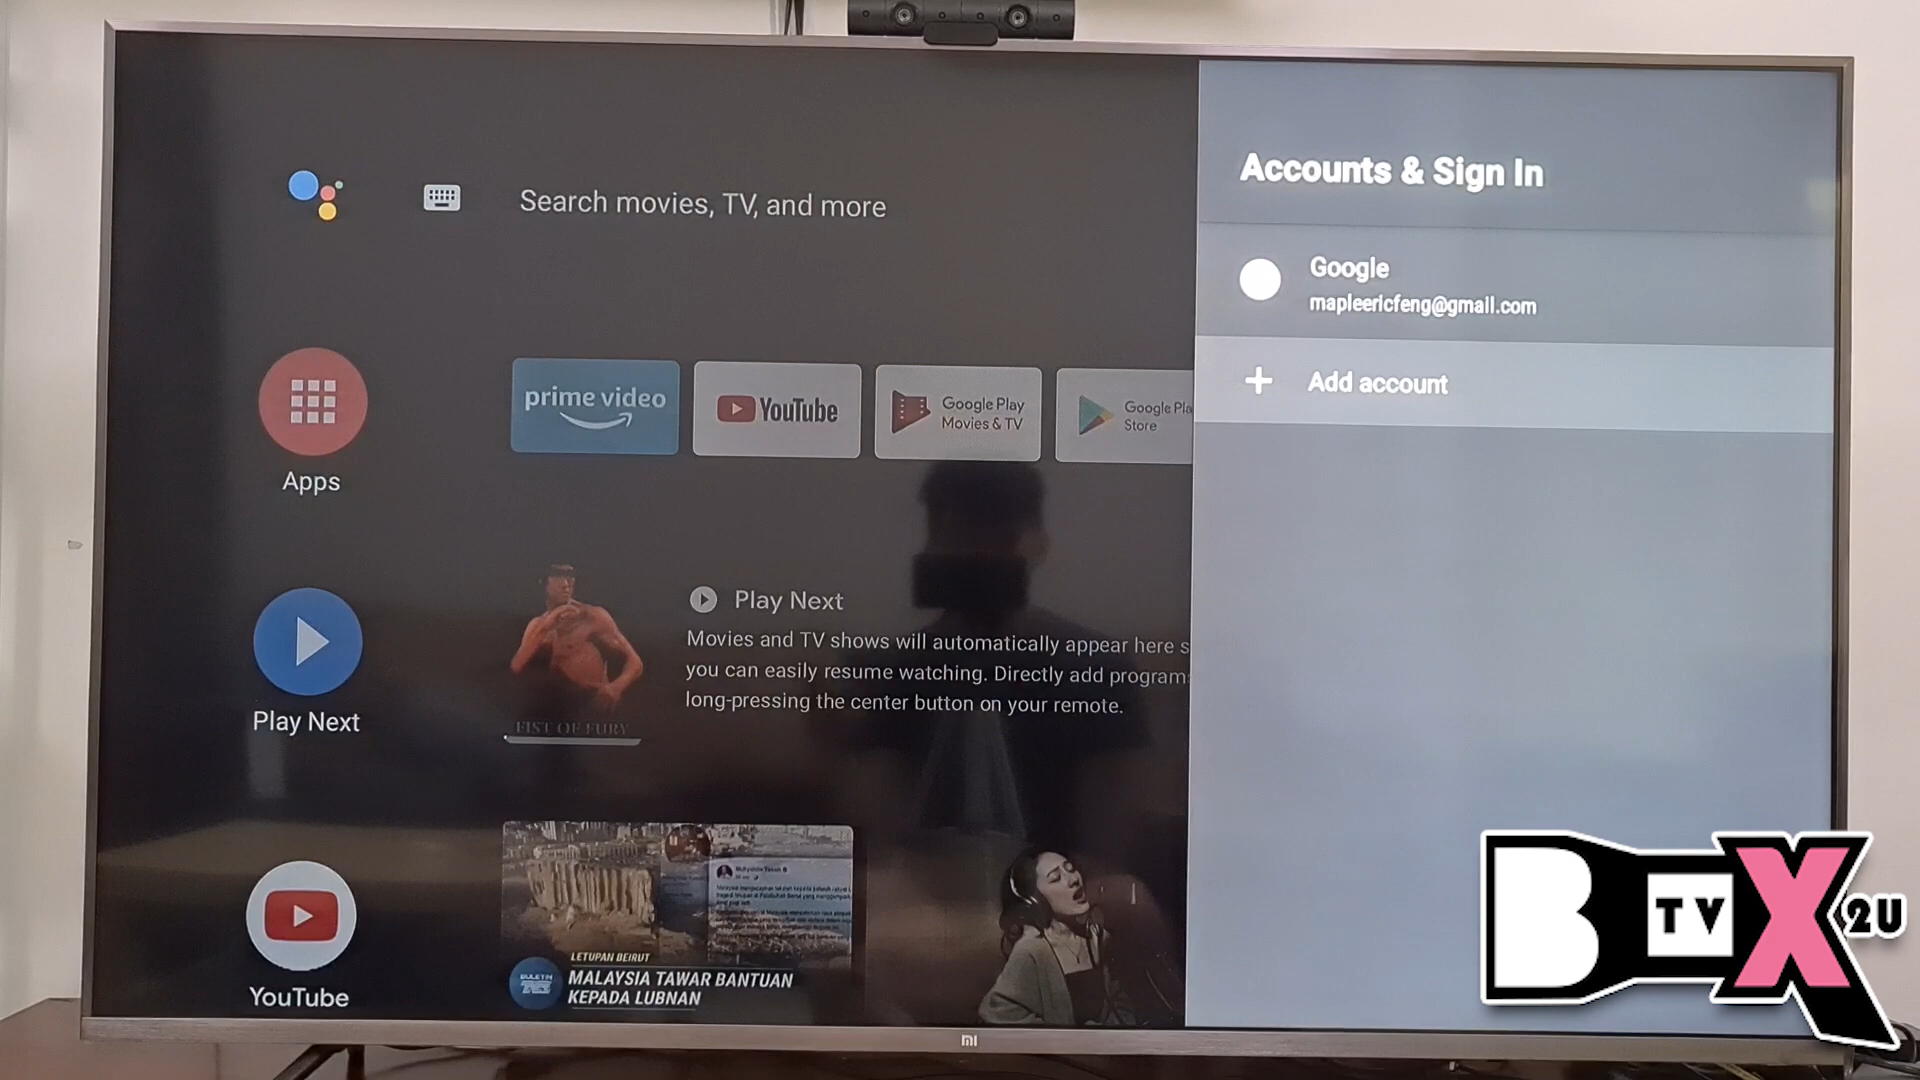 Search movies, TV, and more
Accounts & Sign In
Google
mapleericfeng@gmail.com
Add account
prime video
YouTube
Google Play
Movies & TV
Google Pla
Store
Apps
Play Next
Movies and TV shows will automatically appear here s
you can easily resume watching. Directly add program
long-pressing the center button on your remote.
FIST OF FURY
Play Next
LETUPAN BEIRUT
MALAYSIA TAWAR BANTUAN
KEPADA LUBNAN
BULETIN
YouTube
mi
B TV X 2U